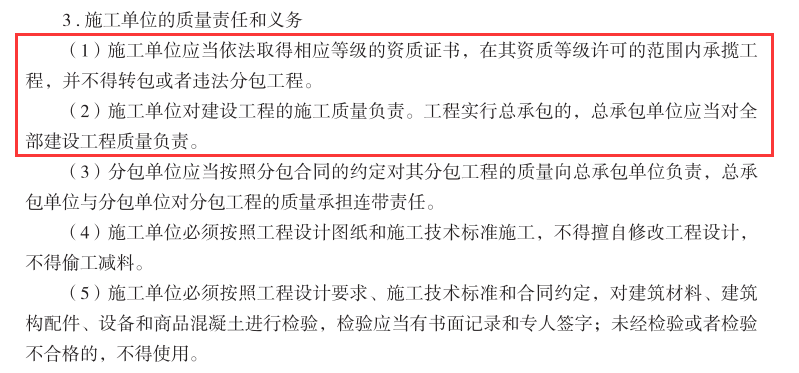 3.施工单位的质量责任和义务
（1）施工单位应当依法取得相应等级的资质证书，在其资质等级许可的范围内承揽工
程，并不得转包或者违法分包工程。
（2）施工单位对建设工程的施工质量负责。工程实行总承包的，总承包单位应当对全
部建设工程质量负责。
（3）分包单位应当按照分包合同的约定对其分包工程的质量向总承包单位负责，总承
包单位与分包单位对分包工程的质量承担连带责任。
（4）施工单位必须按照工程设计图纸和施工技术标准施工，不得擅自修改工程设计，
不得偷工减料。
（5）施工单位必须按照工程设计要求、施工技术标准和合同约定，对建筑材料、建筑
构配件、设备和商品混凝土进行检验，检验应当有书面记录和专人签字；未经检验或者检验
不合格的，不得使用。